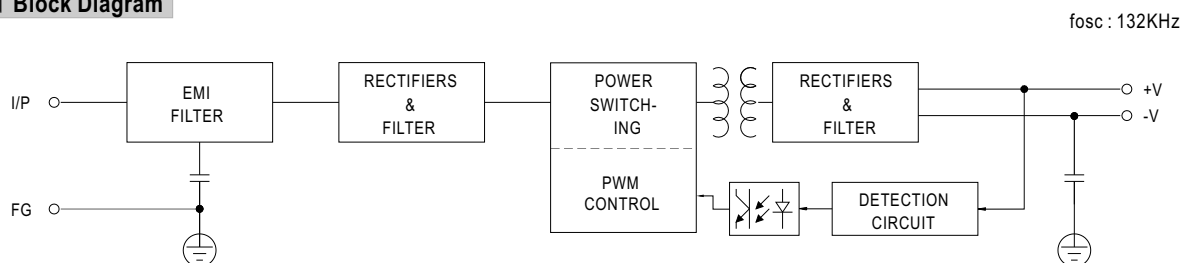 Block Diagram
fosc : 132KHz
I/P
EMI
FILTER
RECTIFIERS
&
FILTER
POWER
SWITCH-
ING
PWM
CONTROL
RECTIFIERS
&
FILTER
+V
-V
DETECTION
CIRCUIT
FG